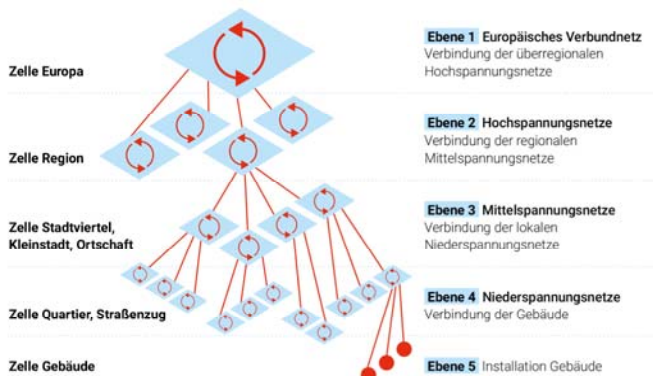 Zelle Europa
Ebene 1 Europäisches Verbundnetz
Verbindung der überregionalen
Hochspannungsnetze
Zelle Region
Ebene 2 Hochspannungsnetze
Verbindung der regionalen
Mittelspannungsnetze
Zelle Stadtviertel,
Kleinstadt, Ortschaft
Ebene 3 Mittelspannungsnetze
Verbindung der lokalen
Niederspannungsnetze
Zelle Quartier, Straßenzug
Ebene 4 Niederspannungsnetze
Verbindung der Gebäude
Zelle Gebäude
Ebene 5 Installation Gebäude